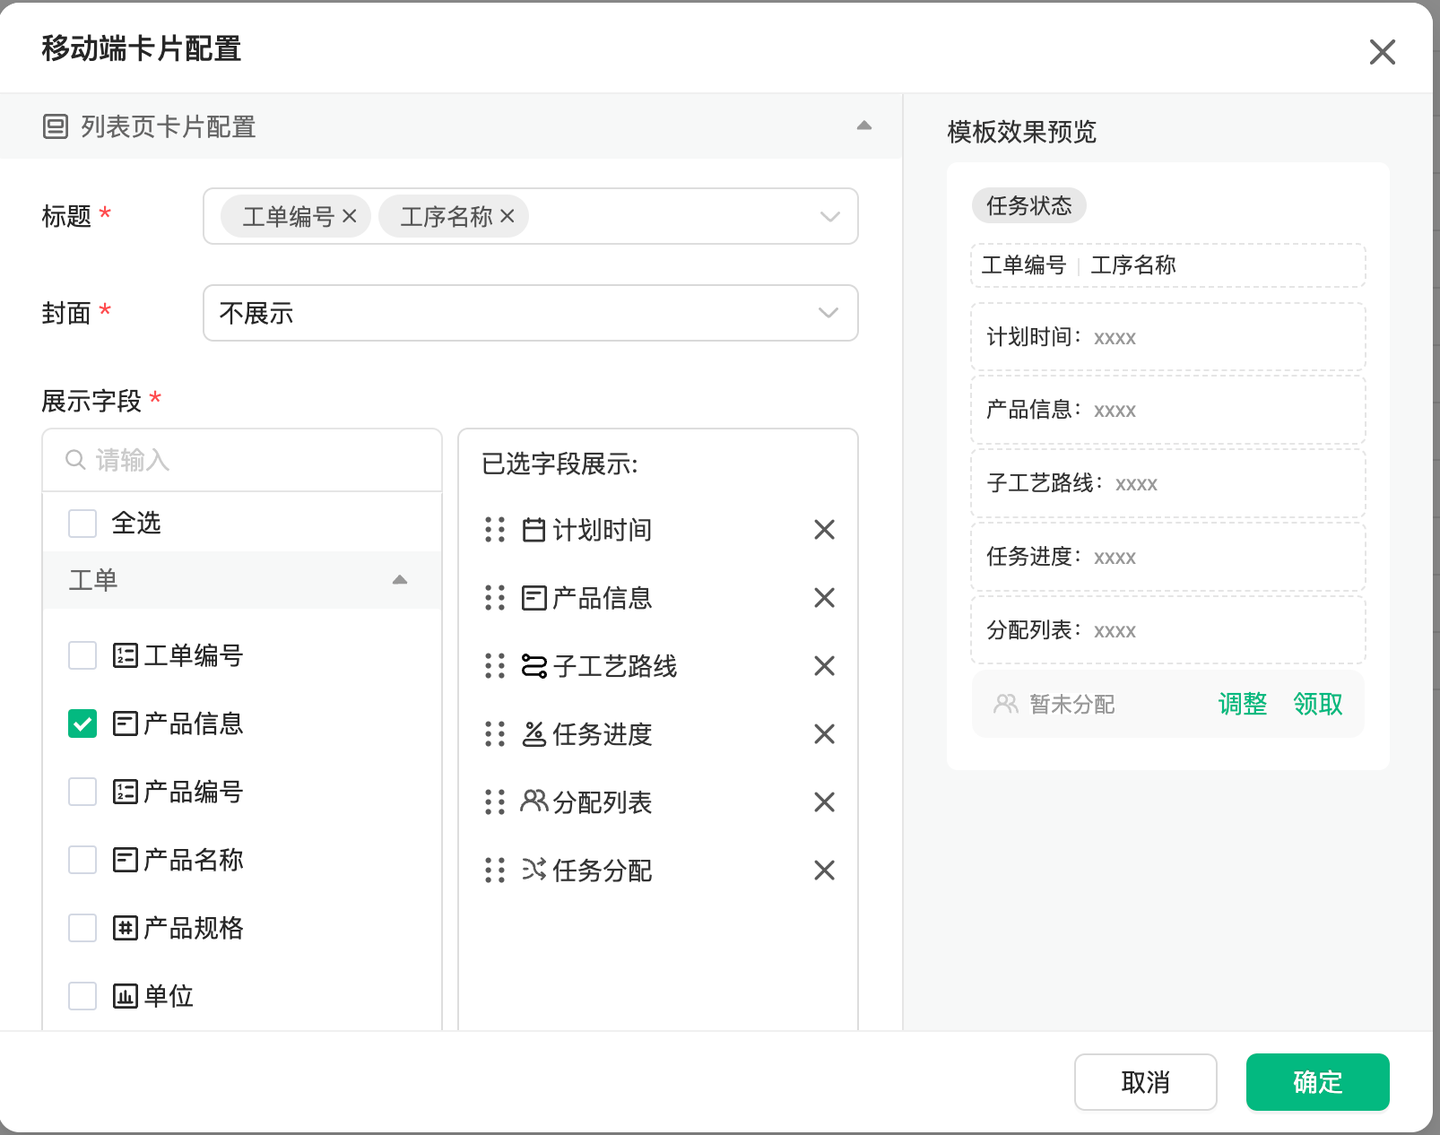 移动端卡片配置
列表页卡片配置
标题 *
工单编号 工序名称
封面 *
不展示
展示字段 *
请输入
全选
工单
工单编号
产品信息
产品编号
产品名称
产品规格
单位
已选字段展示:
计划时间
产品信息
子工艺路线
任务进度
分配列表
任务分配
模板效果预览
任务状态
工单编号 工序名称
计划时间：xxxx
产品信息：xxxx
子工艺路线：xxxx
任务进度：xxxx
分配列表：xxxx
暂未分配 调整 领取
取消 确定